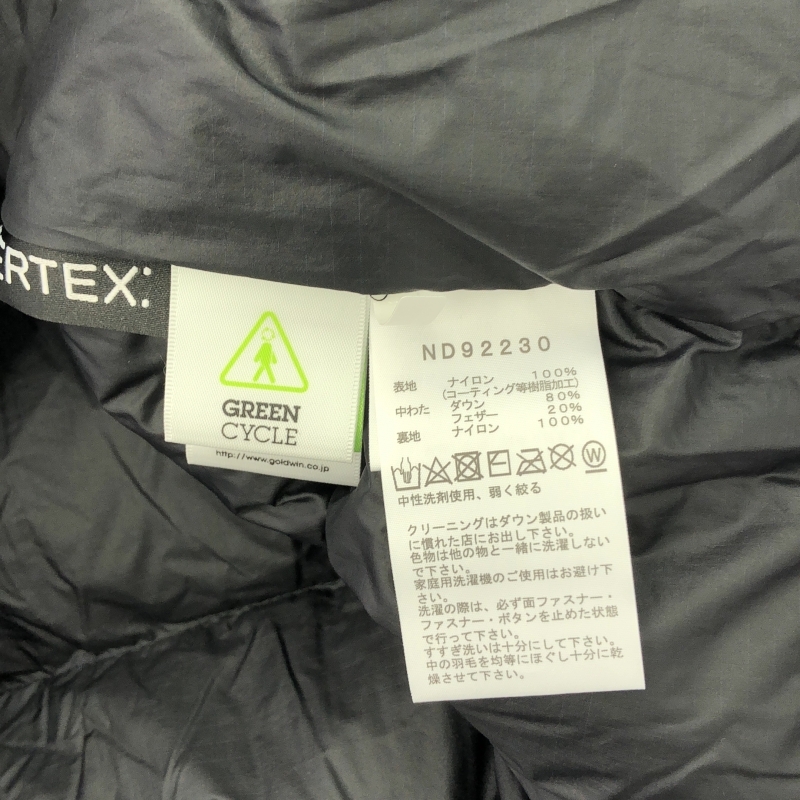 ERTEX:
GREEN
CYCLE
http://www.goldwin.co.jp
ND92230
表地 ナイロン 100%
(コーティング等樹脂加工)
中わた ダウン 80%
フェザー 20%
裏地 ナイロン 100%
W
中性洗剤使用、弱く絞る
クリーニングはダウン製品の扱い
に慣れた店にお出し下さい。
色物は他の物と一緒に洗濯しない
で下さい。
家庭用洗濯機のご使用はお避け下
さい。
洗濯の際は、必ず面ファスナー・
ファスナー・ボタンを止めた状態
で行って下さい。
すすぎ洗いは十分にして下さい。
中の羽毛を均等にほぐし十分に乾
燥させて下さい。